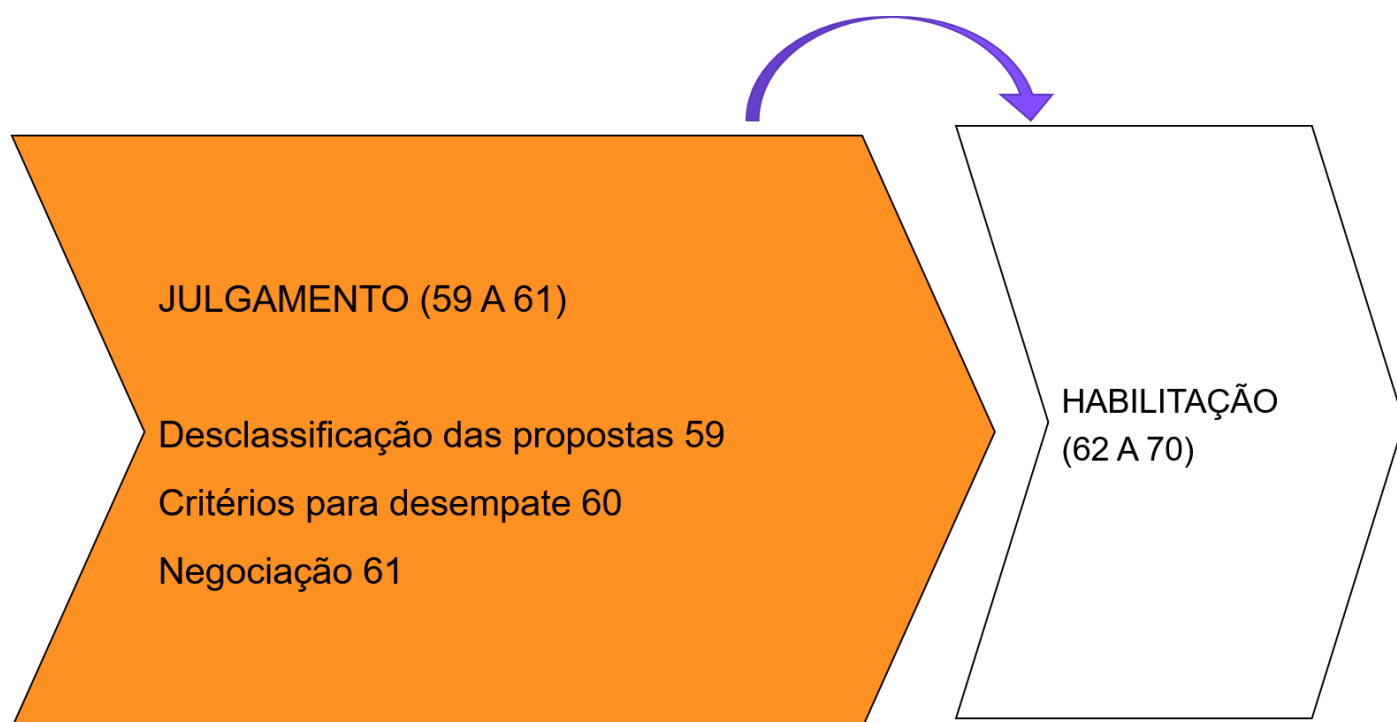 JULGAMENTO (59 A 61)
Desclassificação das propostas 59
Critérios para desempate 60
Negociação 61
HABILITAÇÃO
(62 A 70)